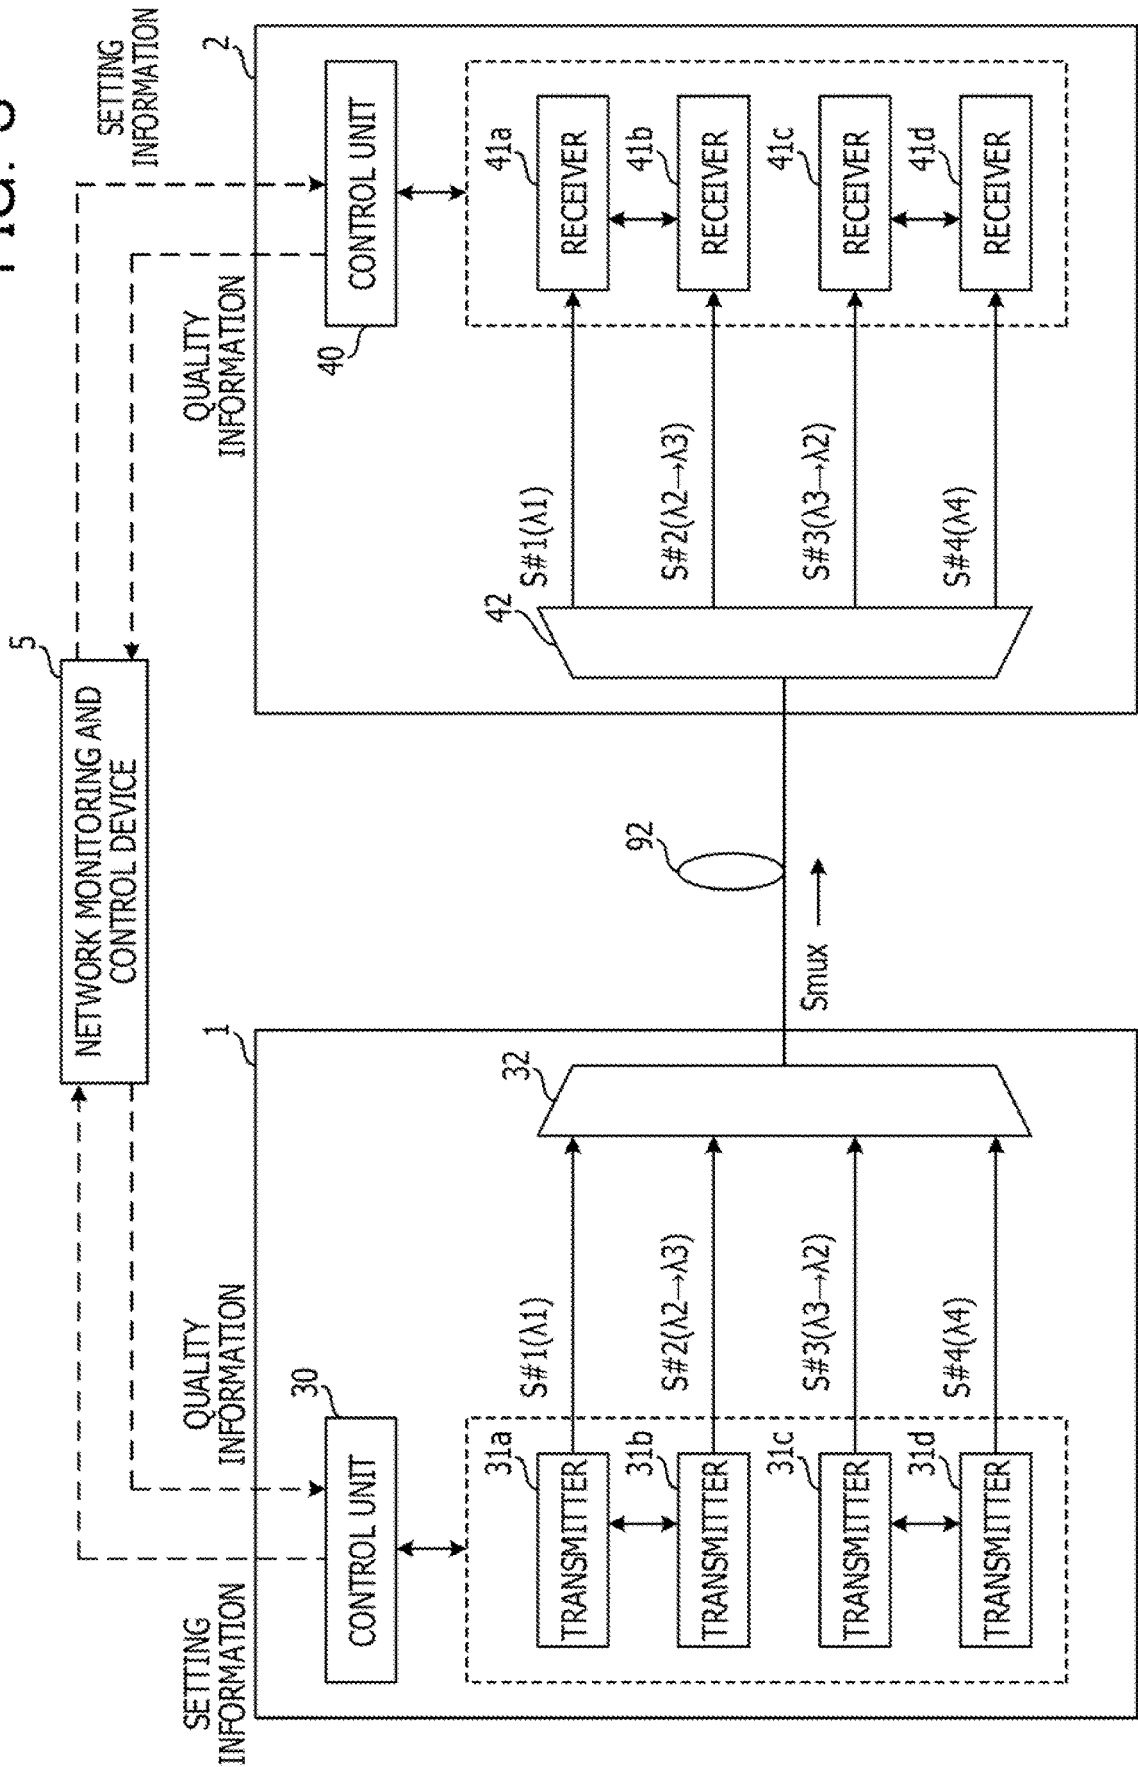 FIG.
5
NETWORK MONITORING AND
CONTROL DEVICE
SETTING
INFORMATION
QUALITY
INFORMATION
QUALITY
INFORMATION
SETTING
INFORMATION
1
30
CONTROL UNIT
31a
TRANSMITTER
31b
TRANSMITTER
31c
TRANSMITTER
31d
TRANSMITTER
S#1(λ1)
S#2(λ2→λ3)
S#3(λ3→λ2)
S#4(λ4)
32
Smux
92
2
40
CONTROL UNIT
42
S#1(λ1)
S#2(λ2→λ3)
S#3(λ3→λ2)
S#4(λ4)
41a
RECEIVER
41b
RECEIVER
41c
RECEIVER
41d
RECEIVER